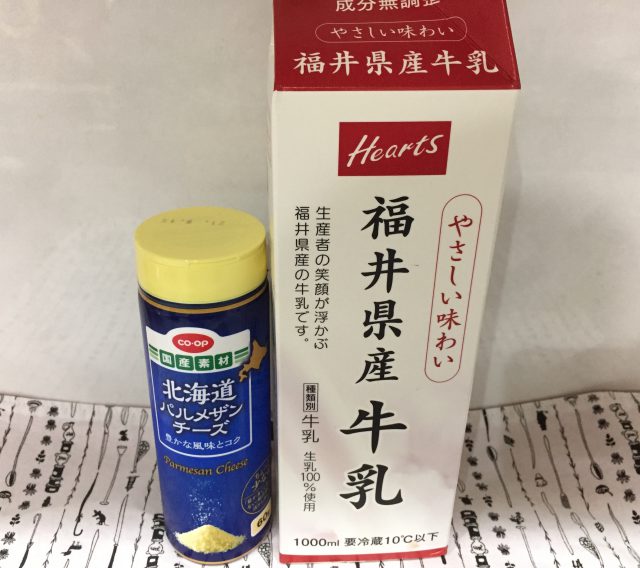 成分無調整
やさしい味わい
福井県産牛乳
Hearts
やさしい味わい
福井県産牛乳
生産者の笑顔が浮かぶ
福井県産の牛乳です。
種類別 牛乳 生乳100%使用
1000ml 要冷蔵10℃以下
CO・OP
国産素材
北海道
パルメザン
チーズ
豊かな風味とコク
Parmesan Cheese